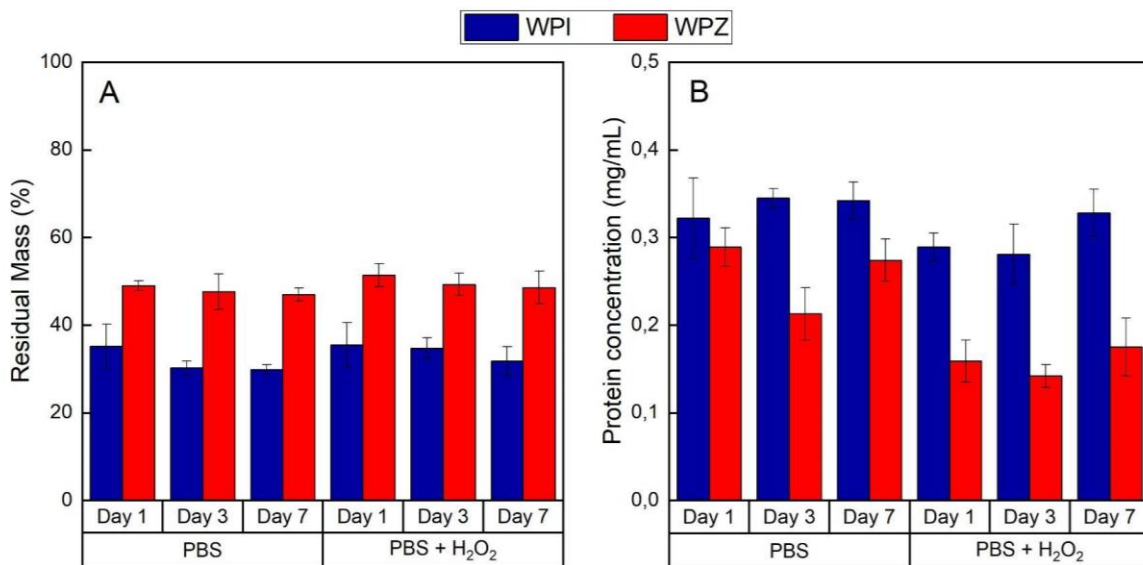 WPI WPZ
A
Residual Mass (%)
100
80
60
40
20
0
Day 1 Day 3 Day 7 Day 1 Day 3 Day 7
PBS PBS + H₂O₂
B
Protein concentration (mg/mL)
0,5
0,4
0,3
0,2
0,1
0,0
Day 1 Day 3 Day 7 Day 1 Day 3 Day 7
PBS PBS + H₂O₂